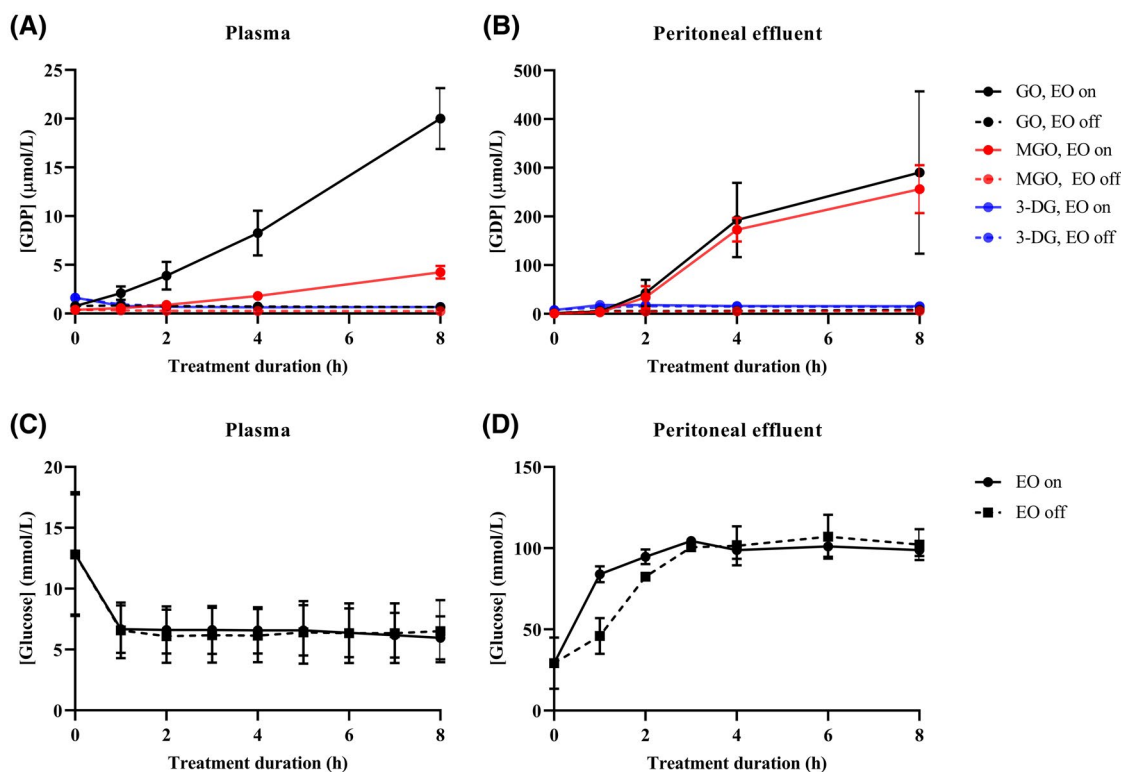 (A)
Plasma
[GDP] (μmol/L)
25
20
15
10
5
0
0 2 4 6 8
Treatment duration (h)
(B)
Peritoneal effluent
[GDP] (μmol/L)
500
400
300
200
100
0
0 2 4 6 8
Treatment duration (h)
GO, EO on
GO, EO off
MGO, EO on
MGO, EO off
3-DG, EO on
3-DG, EO off
(C)
Plasma
[Glucose] (mmol/L)
20
15
10
5
0
0 2 4 6 8
Treatment duration (h)
(D)
Peritoneal effluent
[Glucose] (mmol/L)
150
100
50
0
0 2 4 6 8
Treatment duration (h)
EO on
EO off